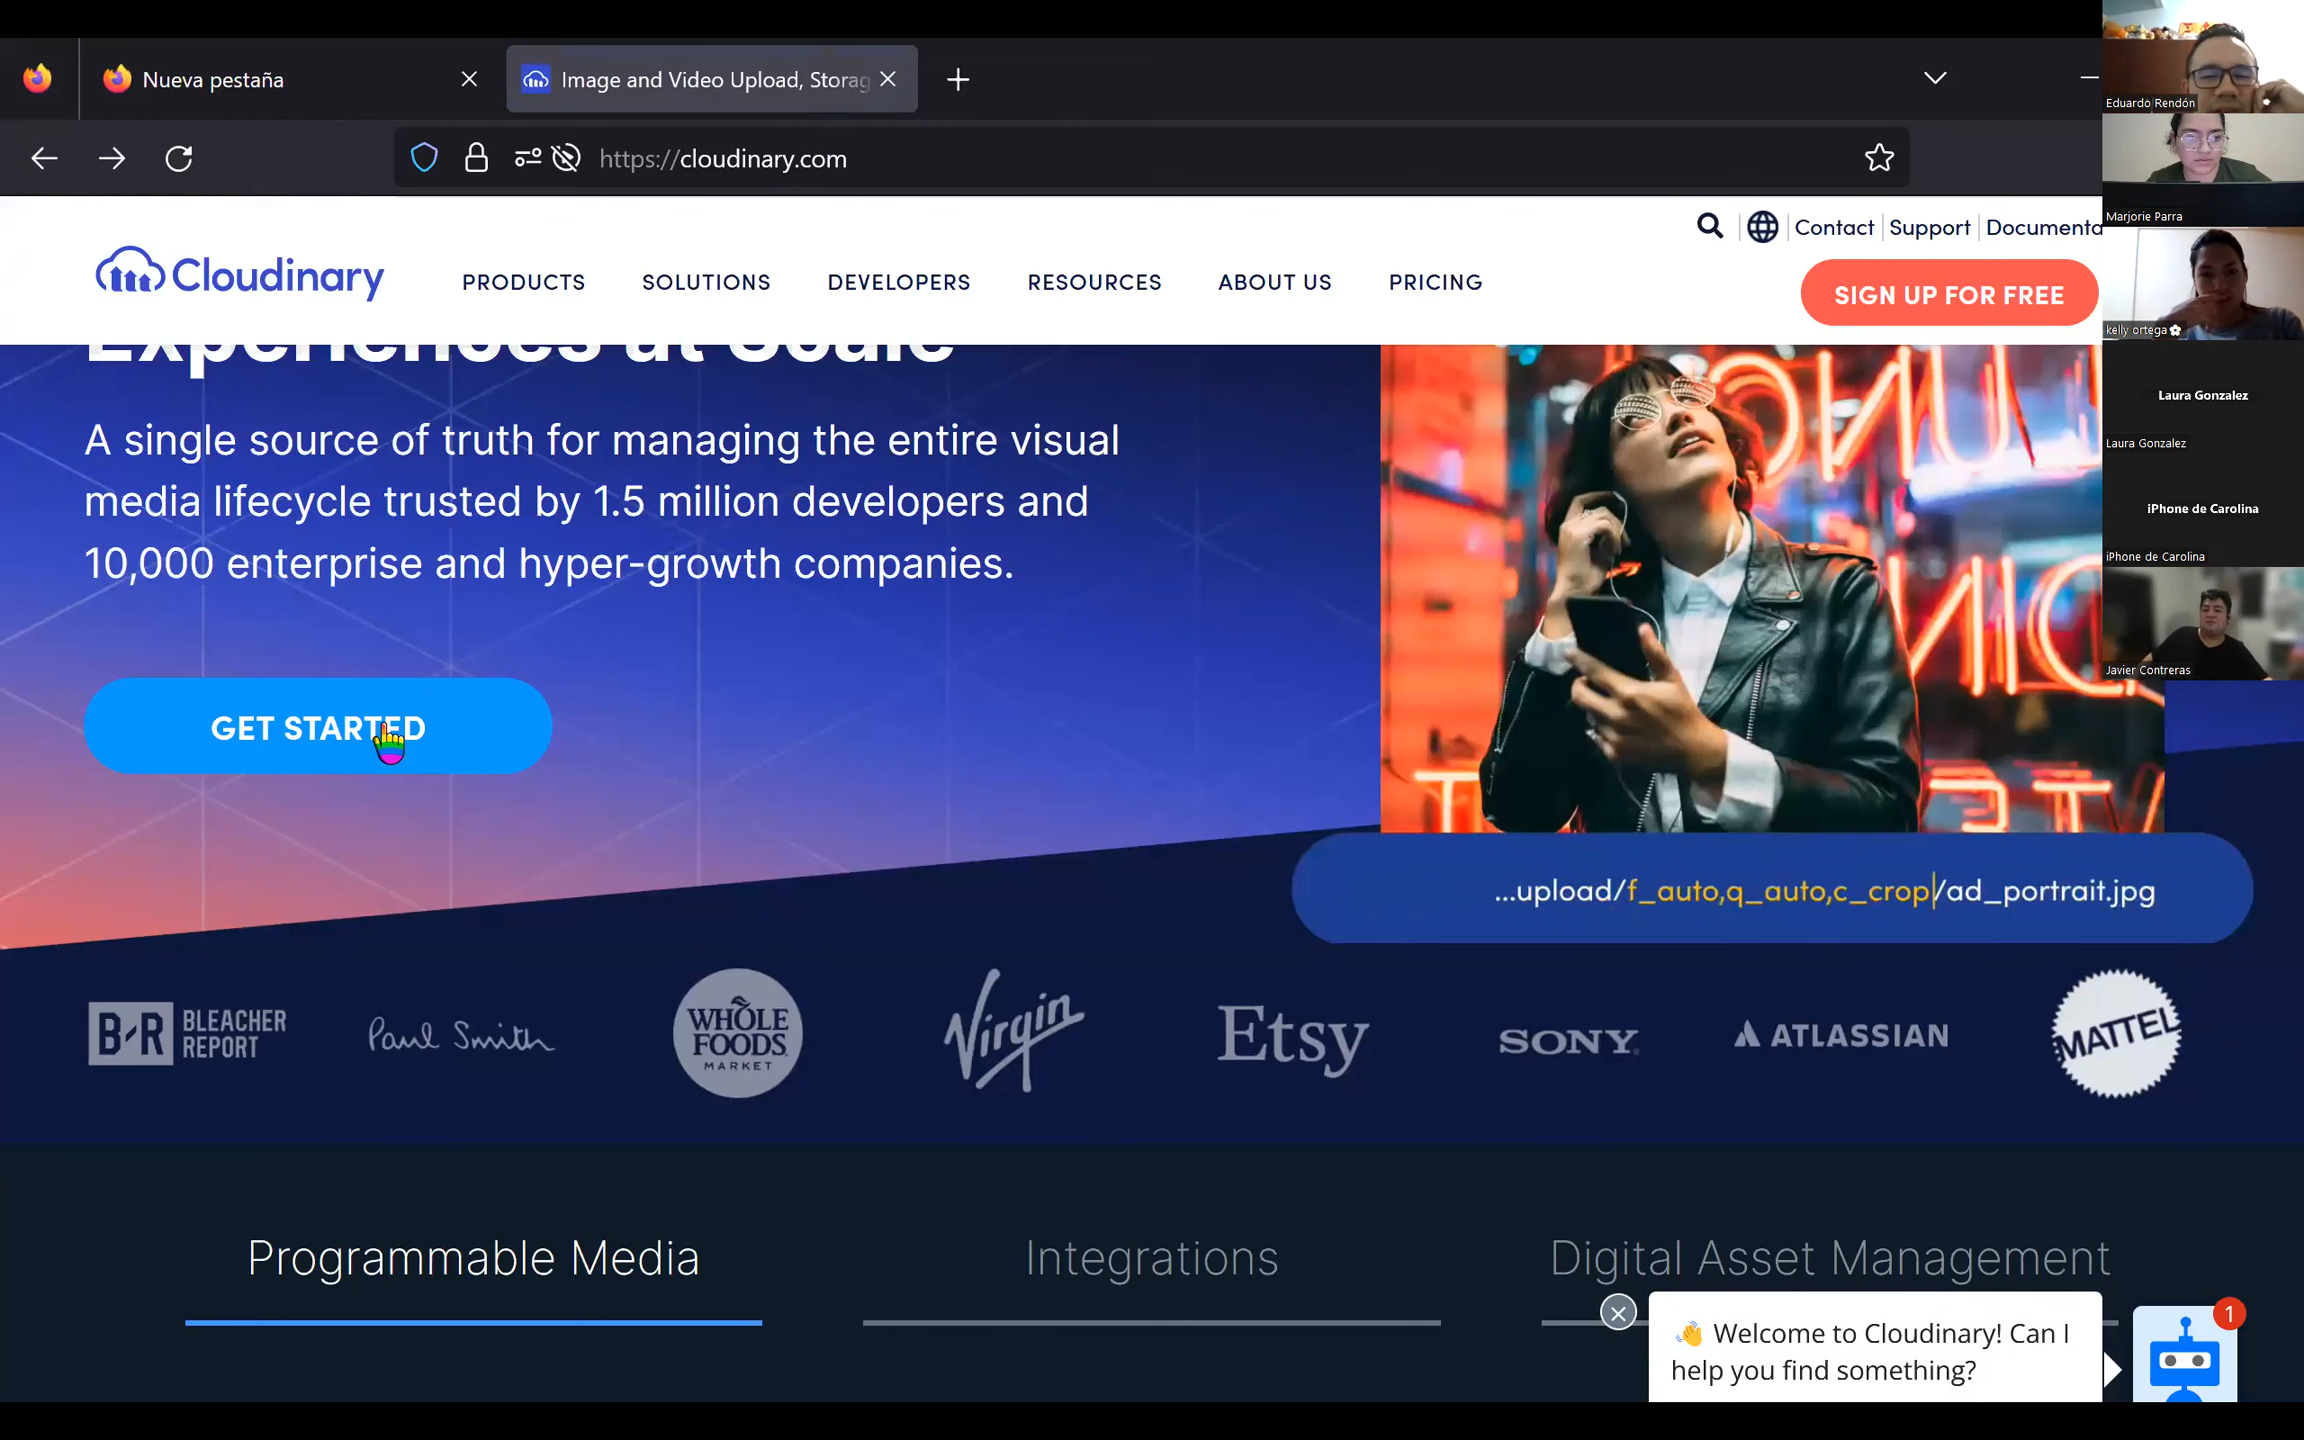 Nueva pestaña
Image and Video Upload, Storag
https://cloudinary.com
Contact Support Documenta
Cloudinary
PRODUCTS
SOLUTIONS
DEVELOPERS
RESOURCES
ABOUT US
PRICING
SIGN UP FOR FREE
Experiences at Scale
A single source of truth for managing the entire visual
media lifecycle trusted by 1.5 million developers and
10,000 enterprise and hyper-growth companies.
GET STARTED
...upload/f_auto,q_auto,c_crop/ad_portrait.jpg
B-R BLEACHER REPORT
Paul Smith
WHOLE FOODS MARKET
Virgin
Etsy
SONY
ATLASSIAN
MATTEL
Programmable Media
Integrations
Digital Asset Management
👋 Welcome to Cloudinary! Can I
help you find something?
1
Eduardo Rendón
Marjorie Parra
kelly ortega
Laura Gonzalez
Laura Gonzalez
iPhone de Carolina
iPhone de Carolina
Javier Contreras